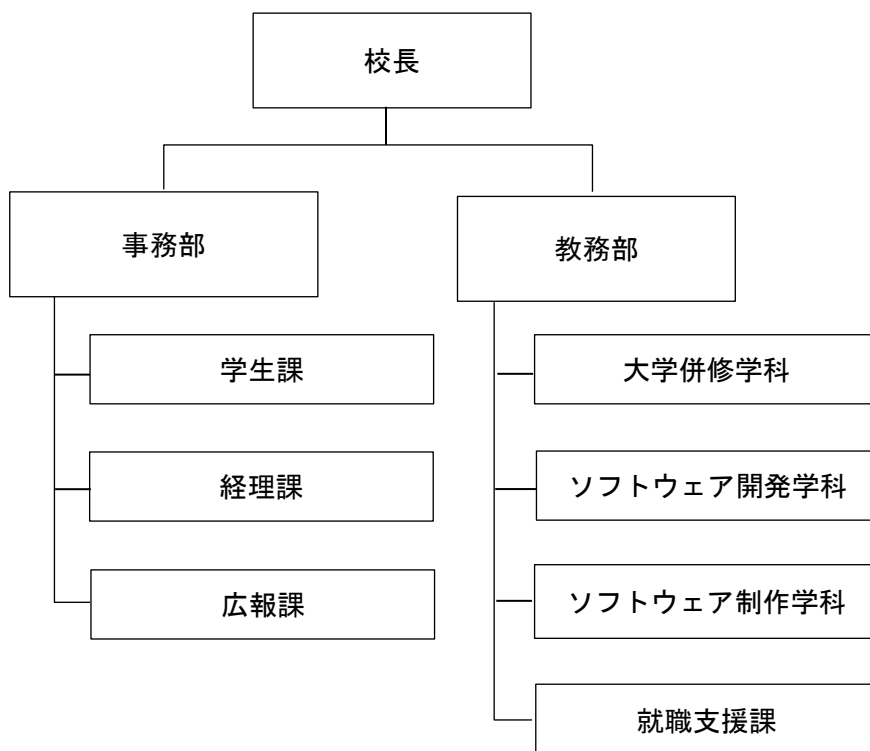 校長
事務部
学生課
経理課
広報課
教務部
大学併修学科
ソフトウェア開発学科
ソフトウェア制作学科
就職支援課